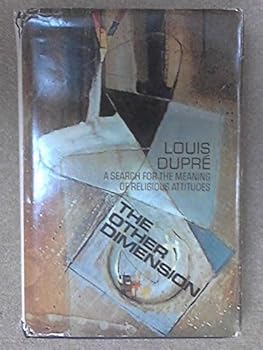 LOUIS
DUPRÉ
A SEARCH FOR THE MEANING
OF RELIGIOUS ATTITUDES
THE
OTHER
DIMENSION